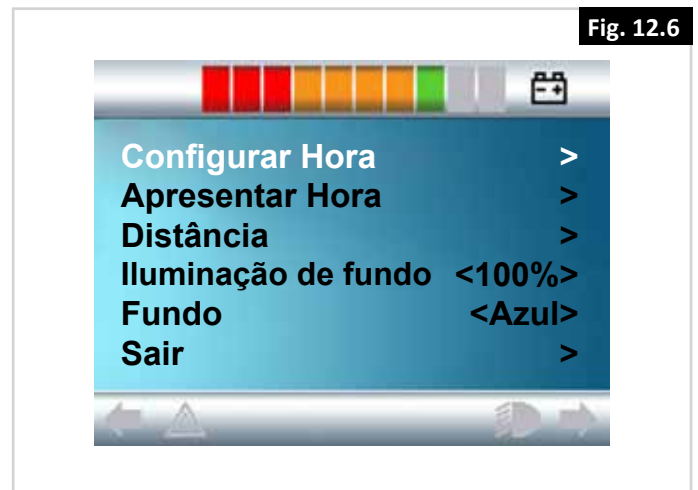 Fig. 12.6
Configurar Hora >
Apresentar Hora >
Distância >
Iluminação de fundo <100%>
Fundo <Azul>
Sair >